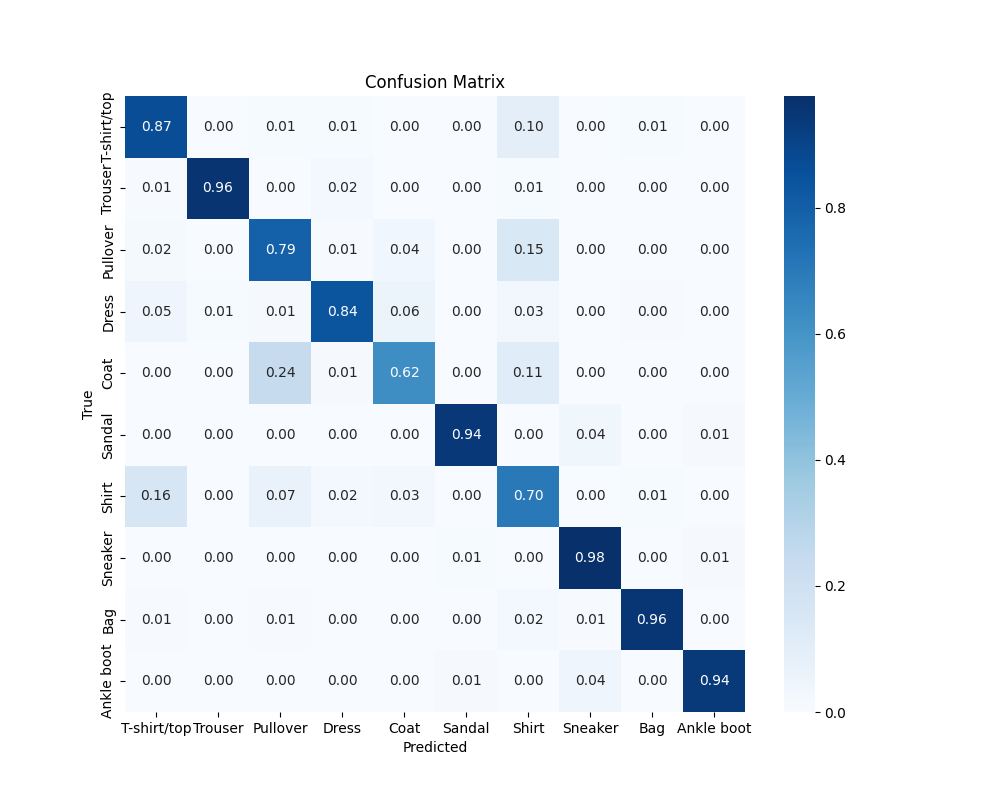 Confusion Matrix
T-shirt/top 0.87 0.00 0.01 0.01 0.00 0.00 0.10 0.00 0.01 0.00
Trouser 0.01 0.96 0.00 0.02 0.00 0.00 0.01 0.00 0.00 0.00
Pullover 0.02 0.00 0.79 0.01 0.04 0.00 0.15 0.00 0.00 0.00
Dress 0.05 0.01 0.01 0.84 0.06 0.00 0.03 0.00 0.00 0.00
Coat 0.00 0.00 0.24 0.01 0.62 0.00 0.11 0.00 0.00 0.00
Sandal 0.00 0.00 0.00 0.00 0.00 0.94 0.00 0.04 0.00 0.01
Shirt 0.16 0.00 0.07 0.02 0.03 0.00 0.70 0.00 0.01 0.00
Sneaker 0.00 0.00 0.00 0.00 0.00 0.01 0.00 0.98 0.00 0.01
Bag 0.01 0.00 0.01 0.00 0.00 0.00 0.02 0.01 0.96 0.00
Ankle boot 0.00 0.00 0.00 0.00 0.00 0.01 0.00 0.04 0.00 0.94
True
T-shirt/top Trouser Pullover Dress Coat Sandal Shirt Sneaker Bag Ankle boot
Predicted
0.8
0.6
0.4
0.2
0.0